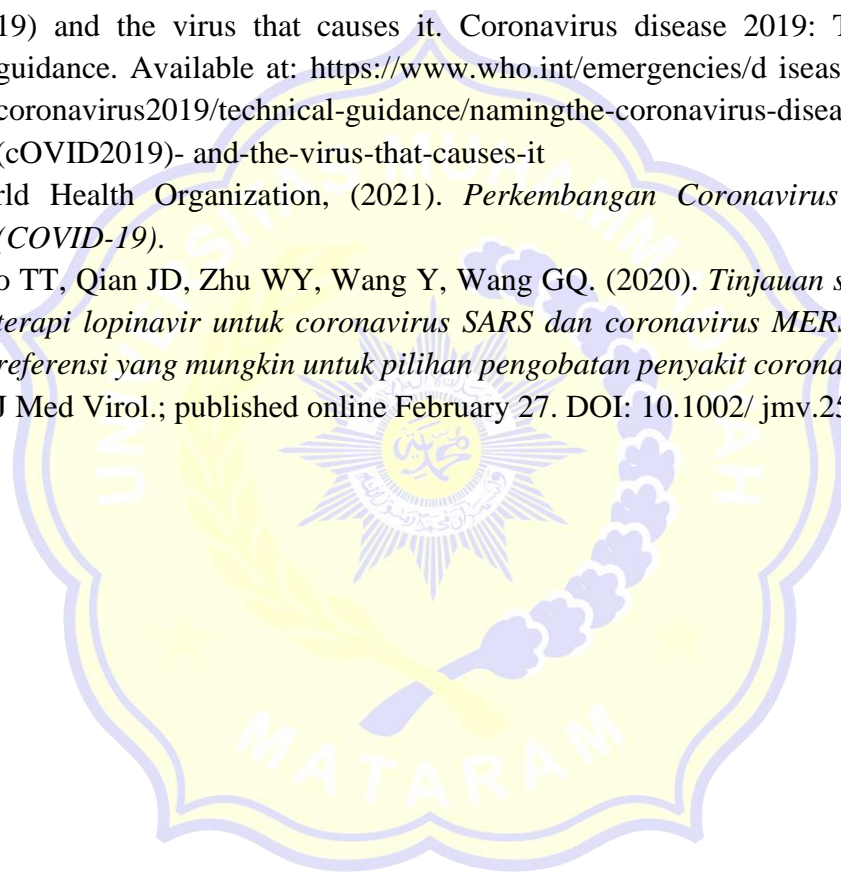 19) and the virus that causes it. Coronavirus disease 2019: T
guidance. Available at: https://www.who.int/emergencies/d iseas
coronavirus2019/technical-guidance/namingthe-coronavirus-disea
(cOVID2019)- and-the-virus-that-causes-it
rld Health Organization, (2021). Perkembangan Coronavirus
(COVID-19).
o TT, Qian JD, Zhu WY, Wang Y, Wang GQ. (2020). Tinjauan s
terapi lopinavir untuk coronavirus SARS dan coronavirus MERS
referensi yang mungkin untuk pilihan pengobatan penyakit corona
J Med Virol.; published online February 27. DOI: 10.1002/ jmv.25
UNIVERSITAS MUHAMMADIYAH
MATARAM